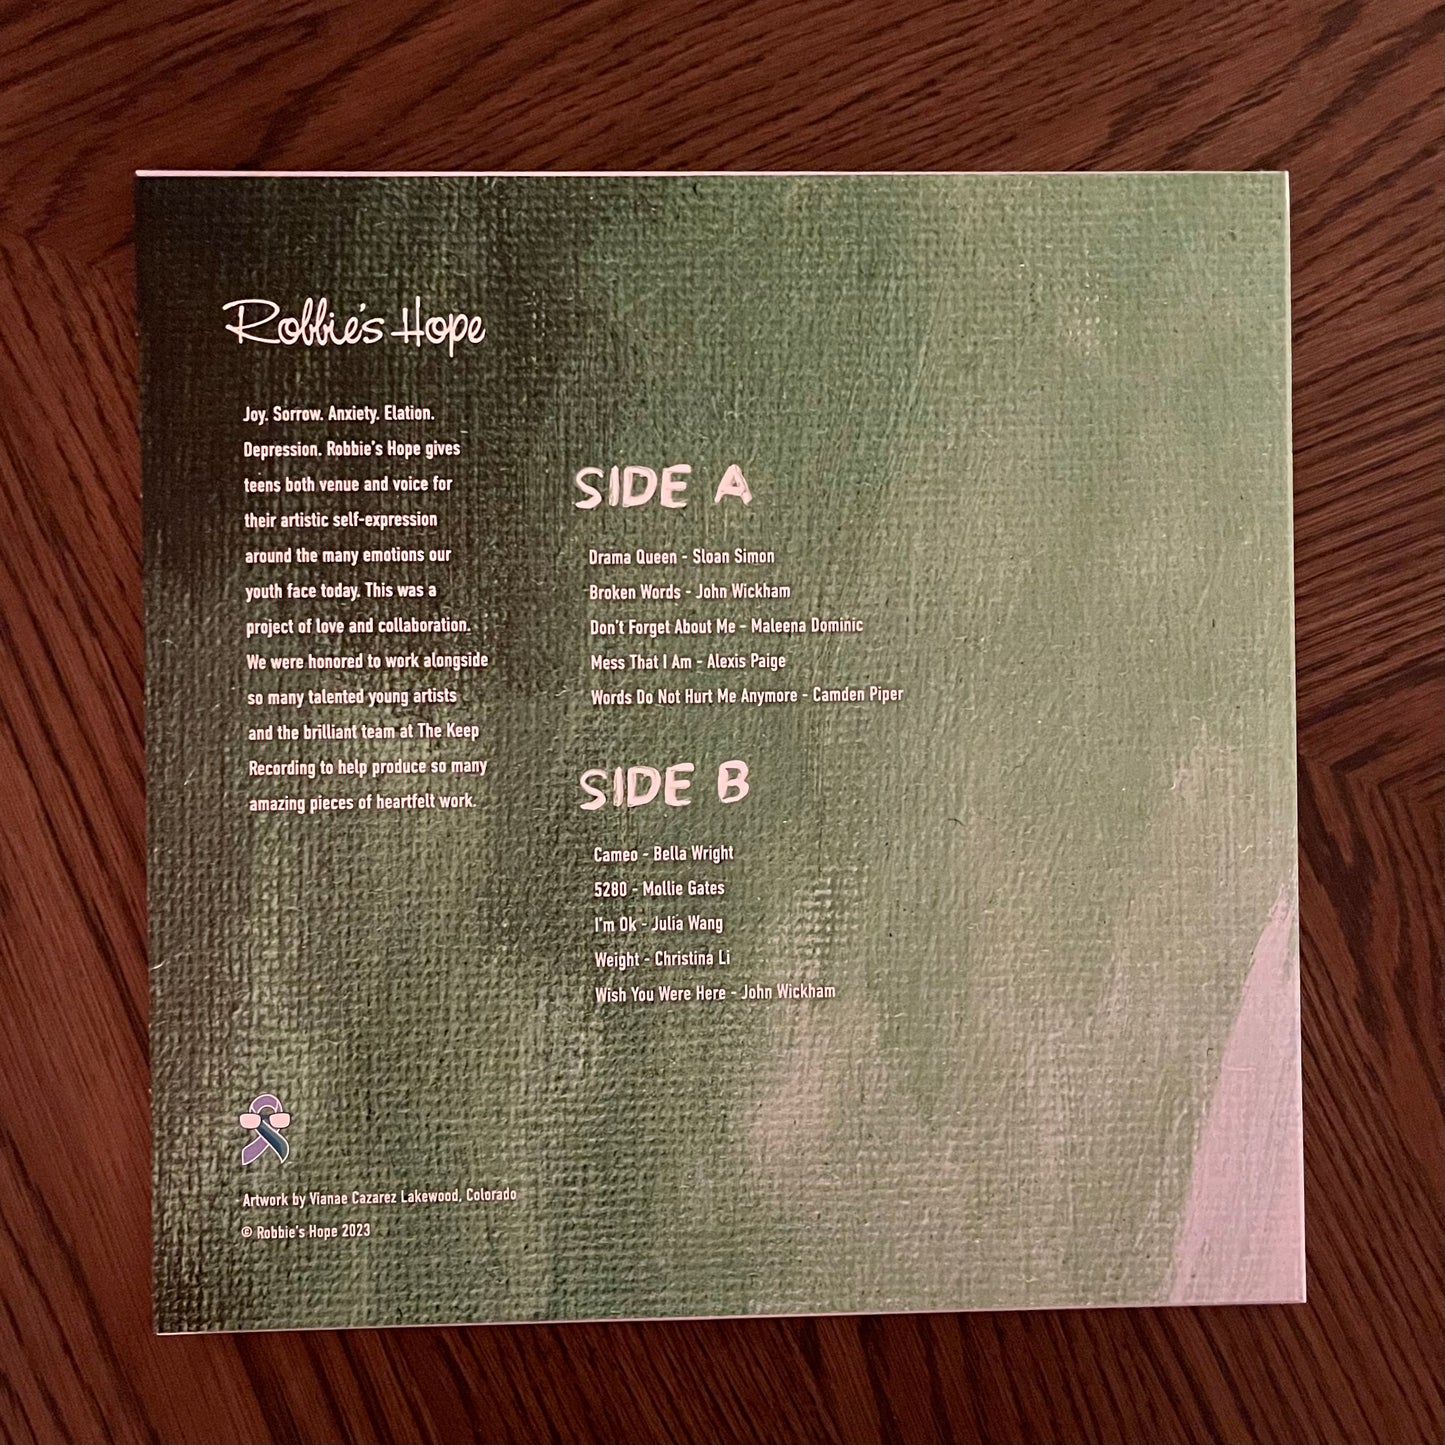 Robbie's Hope
Joy. Sorrow. Anxiety. Elation.
Depression. Robbie's Hope gives
teens both venue and voice for
their artistic self-expression
around the many emotions our
youth face today. This was a
project of love and collaboration.
We were honored to work alongside
so many talented young artists
and the brilliant team at The Keep
Recording to help produce so many
amazing pieces of heartfelt work.
SIDE A
Drama Queen - Sloan Simon
Broken Words - John Wickham
Don't Forget About Me - Maleena Dominic
Mess That I Am - Alexis Paige
Words Do Not Hurt Me Anymore - Camden Piper
SIDE B
Cameo - Bella Wright
5280 - Mollie Gates
I'm Ok - Julia Wang
Weight - Christina Li
Wish You Were Here - John Wickham
Artwork by Vianae Cazarez Lakewood, Colorado
© Robbie's Hope 2023